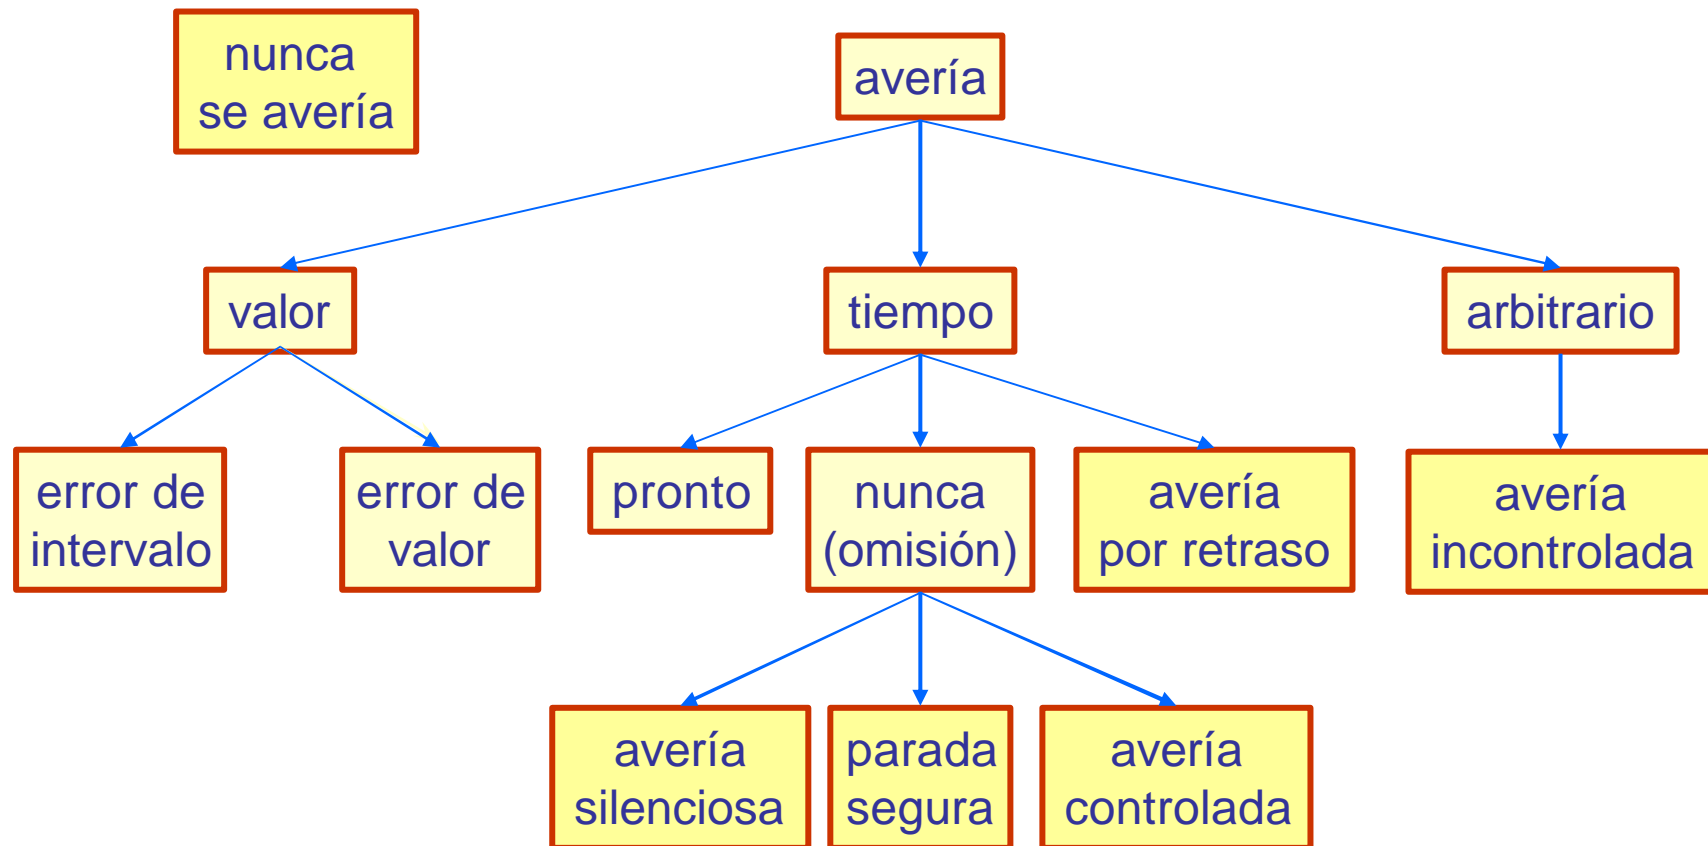 nunca
se avería
avería
valor
tiempo
arbitrario
error de
intervalo
error de
valor
pronto
nunca
(omisión)
avería
por retraso
avería
incontrolada
avería
silenciosa
parada
segura
avería
controlada